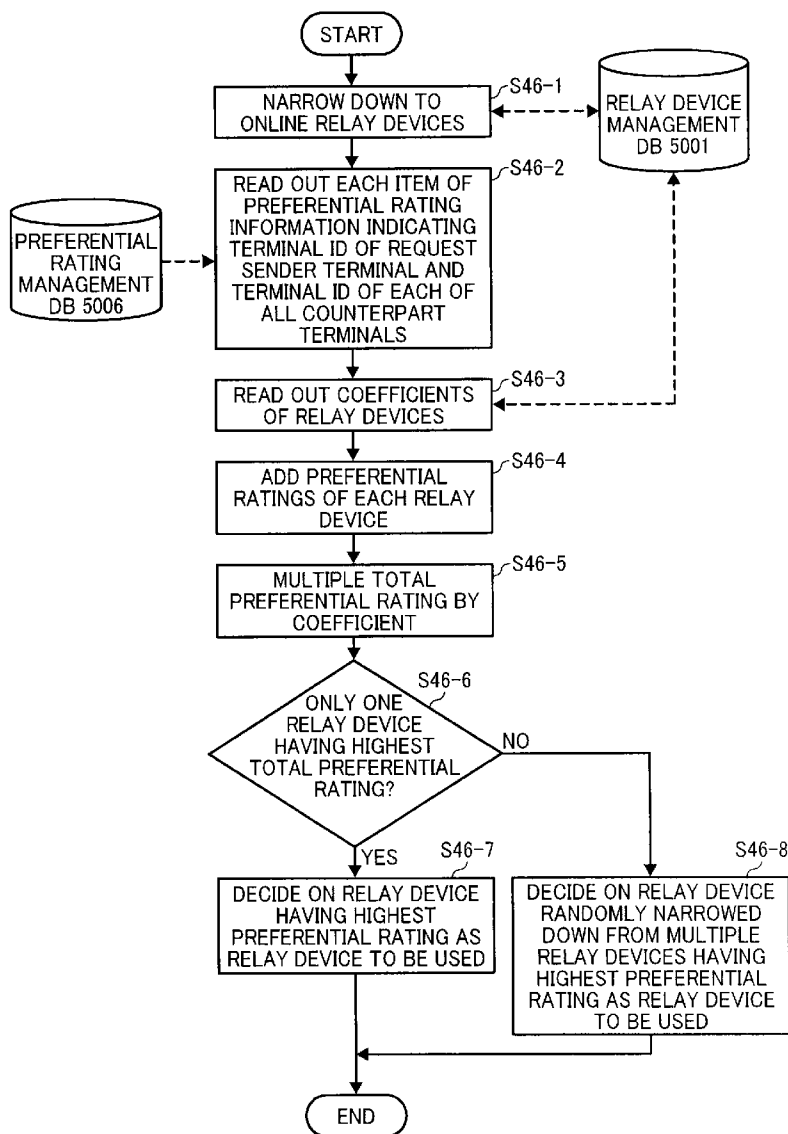 START
S46-1
NARROW DOWN TO
ONLINE RELAY DEVICES
RELAY DEVICE
MANAGEMENT
DB 5001
S46-2
READ OUT EACH ITEM OF
PREFERENTIAL RATING
INFORMATION INDICATING
TERMINAL ID OF REQUEST
SENDER TERMINAL AND
TERMINAL ID OF EACH OF
ALL COUNTERPART
TERMINALS
PREFERENTIAL
RATING
MANAGEMENT
DB 5006
S46-3
READ OUT COEFFICIENTS
OF RELAY DEVICES
S46-4
ADD PREFERENTIAL
RATINGS OF EACH RELAY
DEVICE
S46-5
MULTIPLE TOTAL
PREFERENTIAL RATING BY
COEFFICIENT
S46-6
ONLY ONE
RELAY DEVICE
HAVING HIGHEST
TOTAL PREFERENTIAL
RATING?
NO
YES
S46-7
DECIDE ON RELAY DEVICE
HAVING HIGHEST
PREFERENTIAL RATING AS
RELAY DEVICE TO BE USED
S46-8
DECIDE ON RELAY DEVICE
RANDOMLY NARROWED
DOWN FROM MULTIPLE
RELAY DEVICES HAVING
HIGHEST PREFERENTIAL
RATING AS RELAY DEVICE
TO BE USED
END